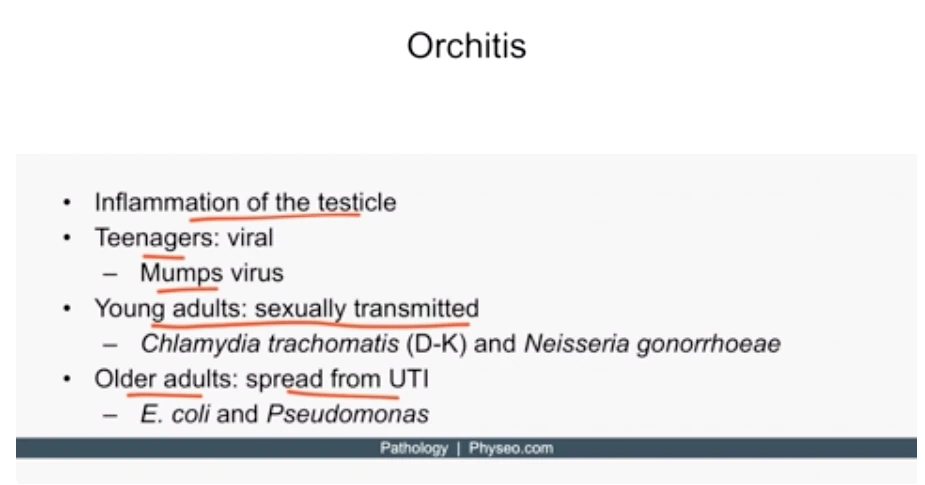 Orchitis
• Inflammation of the testicle
• Teenagers: viral
– Mumps virus
• Young adults: sexually transmitted
– Chlamydia trachomatis (D-K) and Neisseria gonorrhoeae
• Older adults: spread from UTI
– E. coli and Pseudomonas
Pathology | Physeo.com